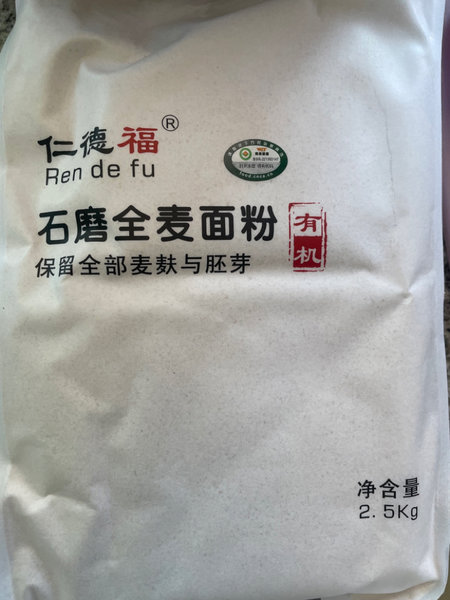 仁德福®
Ren de fu
石磨全麦面粉
有机
保留全部麦麸与胚芽
净含量
2.5Kg